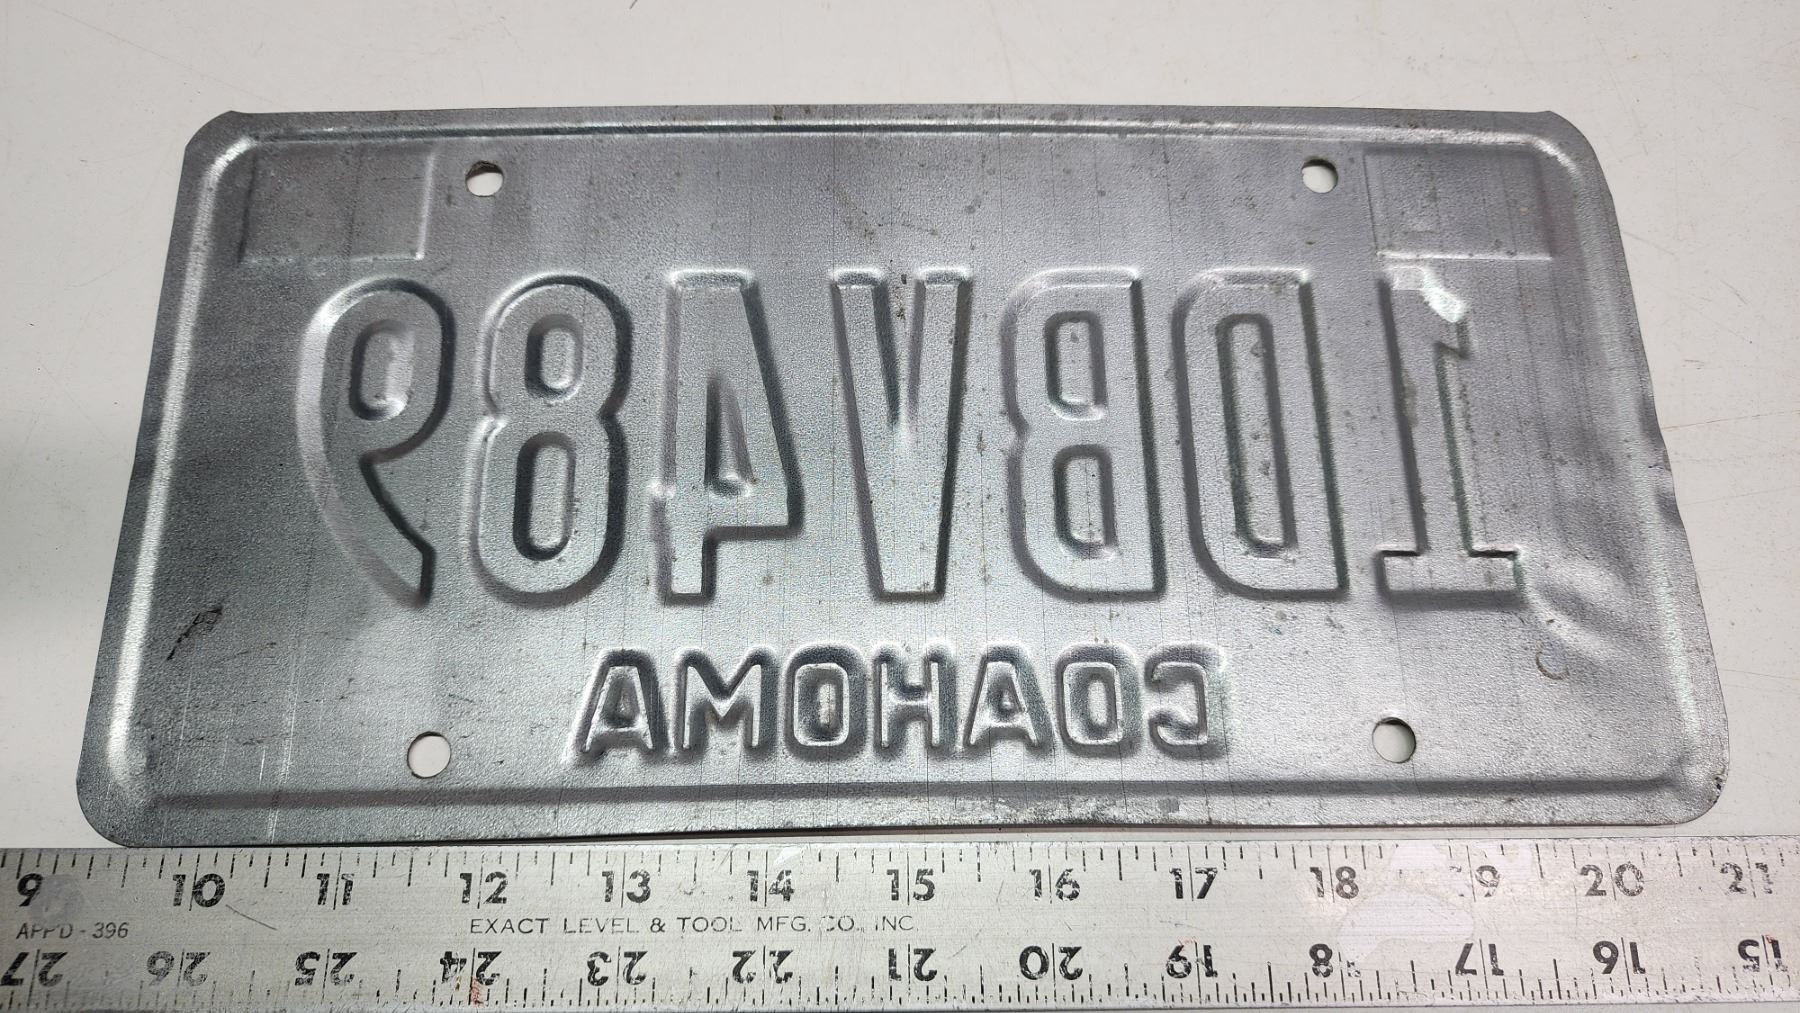 1DBV489
COAHOMA
9 10 11 12 13 14 15 16 17 18 19 20 21
APP'D - 396 EXACT LEVEL & TOOL MFG. CO., INC.
27 26 25 24 23 22 21 20 19 18 17 16 15